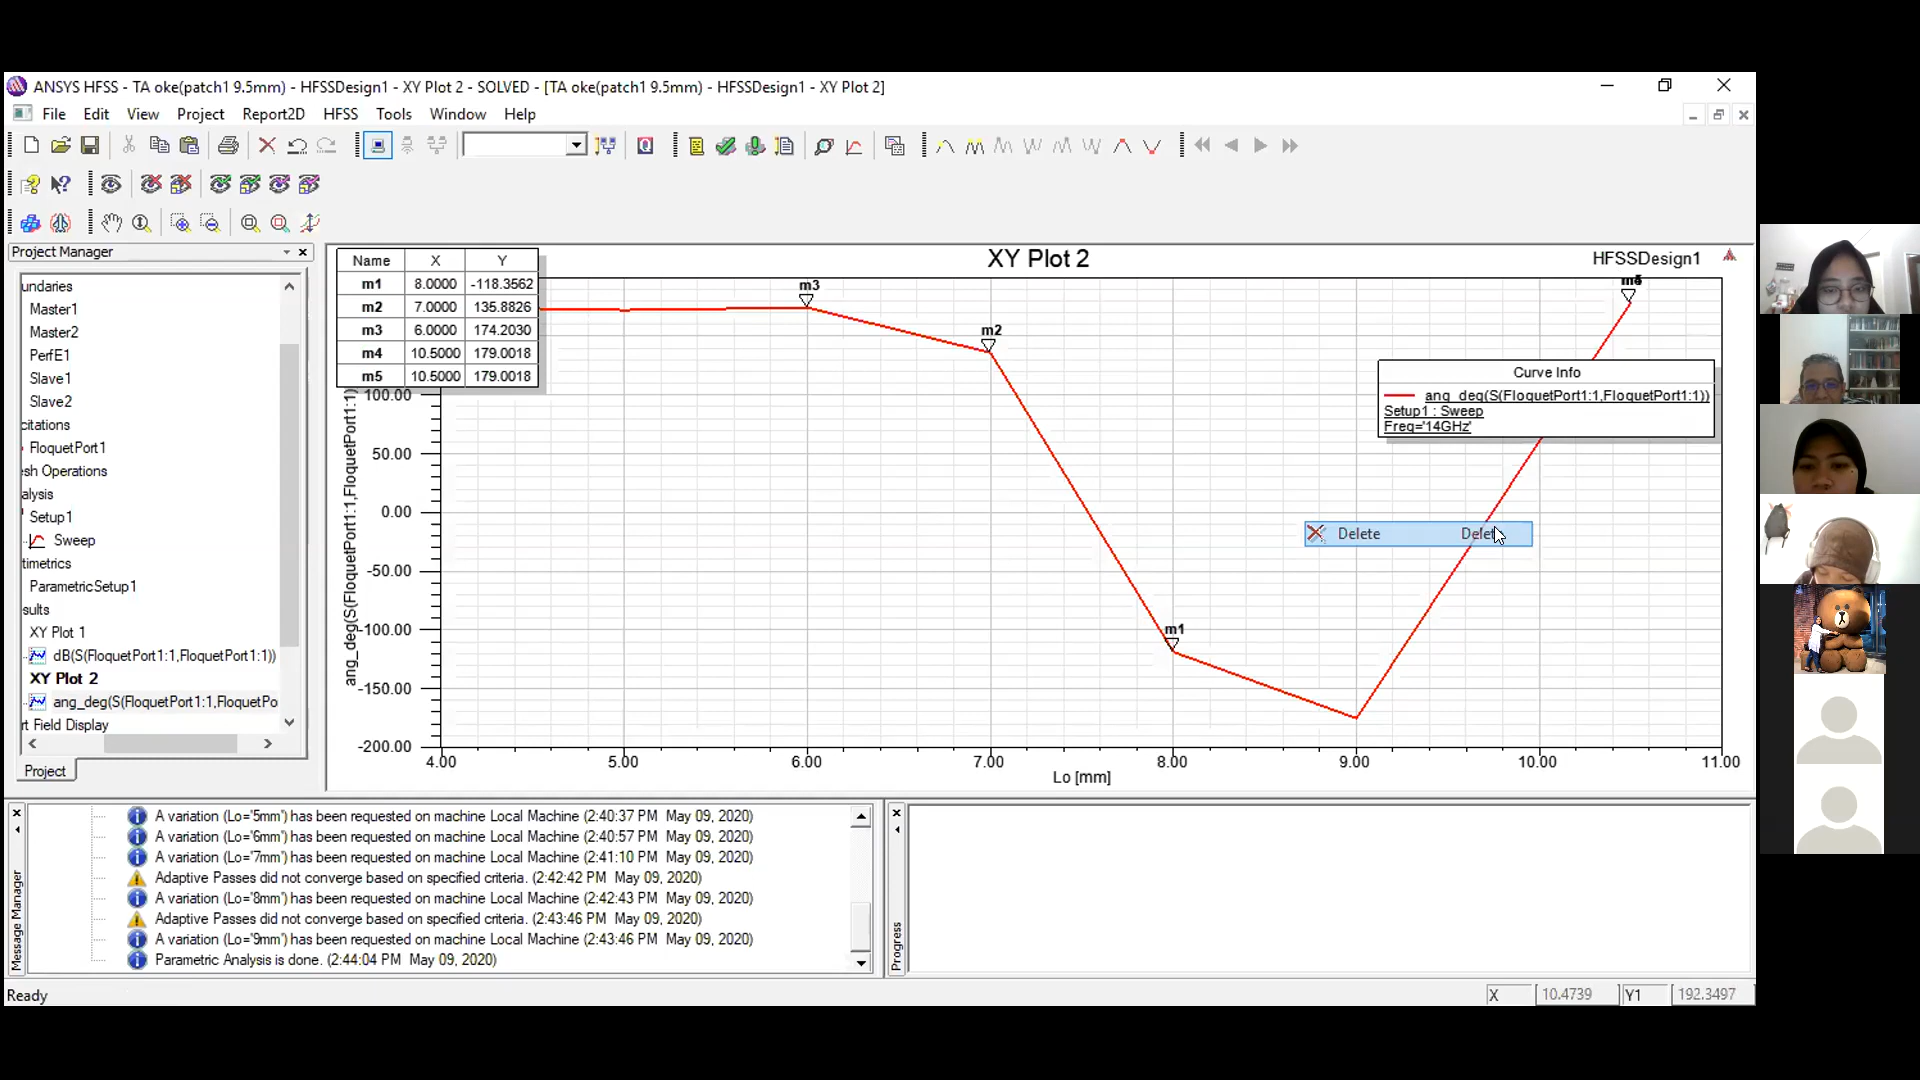 ANSYS HFSS - TA oke(patch1 9.5mm) - HFSSDesign1 - XY Plot 2 - SOLVED - [TA oke(patch1 9.5mm) - HFSSDesign1 - XY Plot 2]
File Edit View Project Report2D HFSS Tools Window Help
Project Manager
undaries
Master1
Master2
PerfE1
Slave1
Slave2
citations
FloquetPort1
esh Operations
alysis
Setup1
Sweep
timetrics
ParametricSetup1
esults
XY Plot 1
dB(S(FloquetPort1:1,FloquetPort1:1))
XY Plot 2
ang_deg(S(FloquetPort1:1,FloquetPo
rt Field Display
Project
XY Plot 2
HFSSDesign1
Name X Y
m1 8.0000 -118.3562
m2 7.0000 135.8826
m3 6.0000 174.2030
m4 10.5000 179.0018
m5 10.5000 179.0018
m3
m2
m1
Curve Info
ang_deg(S(FloquetPort1:1,FloquetPort1:1))
Setup1 : Sweep
Freq='14GHz'
Delete
ang_deg(S(FloquetPort1:1,FloquetPort1:1))
100.00
50.00
0.00
-50.00
-100.00
-150.00
-200.00
4.00 5.00 6.00 7.00 8.00 9.00 10.00 11.00
Lo [mm]
Message Manager
A variation (Lo='5mm') has been requested on machine Local Machine (2:40:37 PM May 09, 2020)
A variation (Lo='6mm') has been requested on machine Local Machine (2:40:57 PM May 09, 2020)
A variation (Lo='7mm') has been requested on machine Local Machine (2:41:10 PM May 09, 2020)
Adaptive Passes did not converge based on specified criteria. (2:42:42 PM May 09, 2020)
A variation (Lo='8mm') has been requested on machine Local Machine (2:42:43 PM May 09, 2020)
Adaptive Passes did not converge based on specified criteria. (2:43:46 PM May 09, 2020)
A variation (Lo='9mm') has been requested on machine Local Machine (2:43:46 PM May 09, 2020)
Parametric Analysis is done. (2:44:04 PM May 09, 2020)
Progress
Ready
X 10.4739 Y1 192.3497